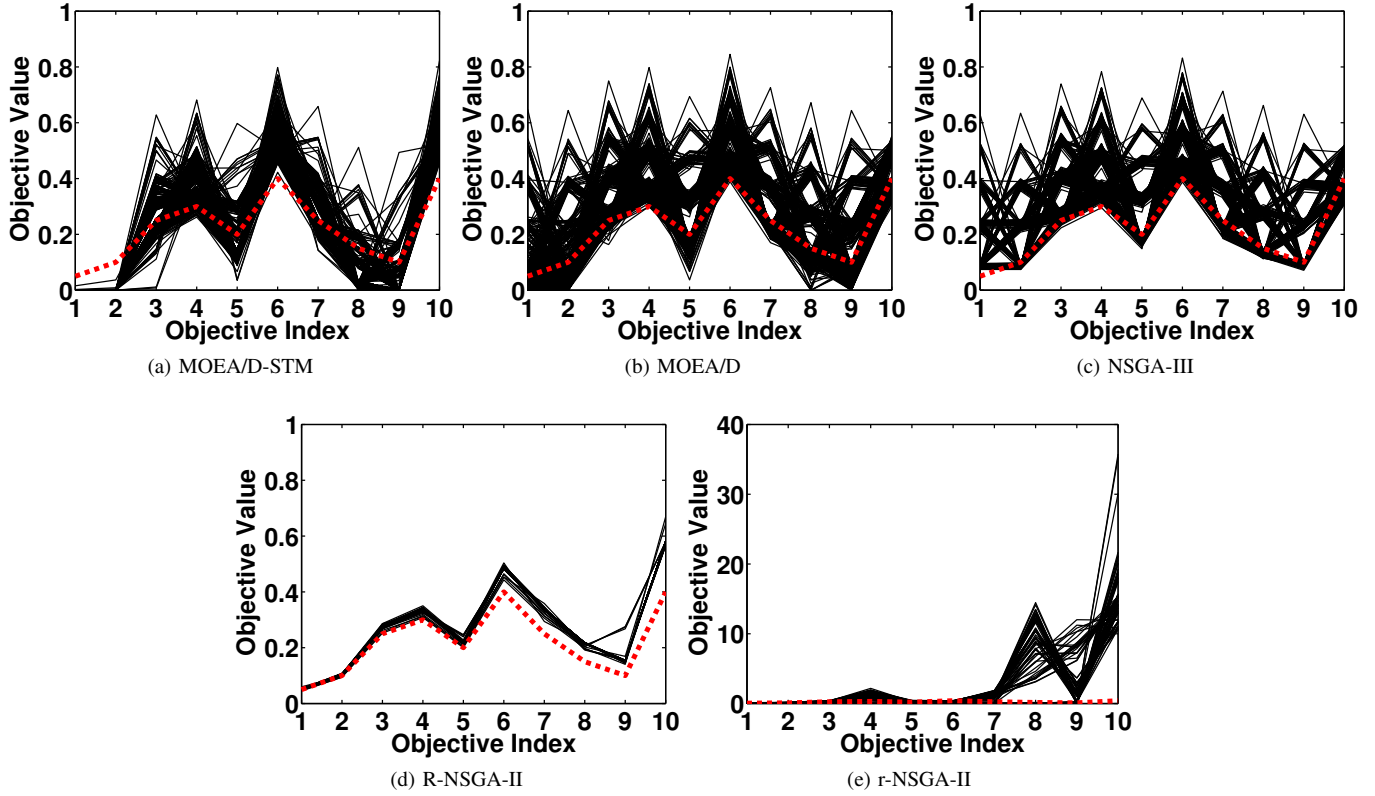 1
0.8
0.6
0.4
0.2
0
Objective Value
1 2 3 4 5 6 7 8 9 10
Objective Index
(a) MOEA/D-STM
1
0.8
0.6
0.4
0.2
0
Objective Value
1 2 3 4 5 6 7 8 9 10
Objective Index
(b) MOEA/D
1
0.8
0.6
0.4
0.2
0
Objective Value
1 2 3 4 5 6 7 8 9 10
Objective Index
(c) NSGA-III
1
0.8
0.6
0.4
0.2
0
Objective Value
1 2 3 4 5 6 7 8 9 10
Objective Index
(d) R-NSGA-II
40
30
20
10
0
Objective Value
1 2 3 4 5 6 7 8 9 10
Objective Index
(e) r-NSGA-II